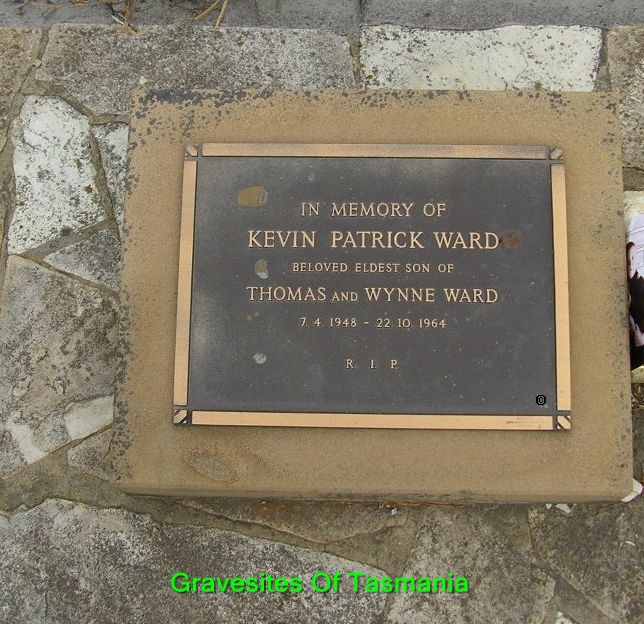 IN MEMORY OF
KEVIN PATRICK WARD
BELOVED ELDEST SON OF
THOMAS AND WYNNE WARD
7. 4. 1948 - 22. 10. 1964
R. I. P.
Gravesites Of Tasmania